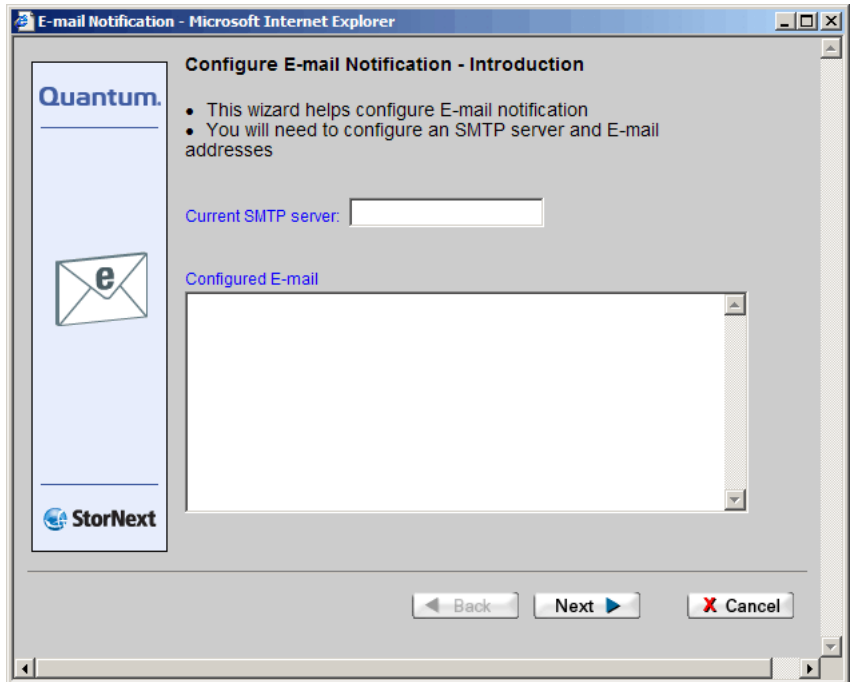 E-mail Notification - Microsoft Internet Explorer
Quantum.
Configure E-mail Notification - Introduction
• This wizard helps configure E-mail notification
• You will need to configure an SMTP server and E-mail
addresses
Current SMTP server:
e
Configured E-mail
StorNext
Back
Next
X Cancel